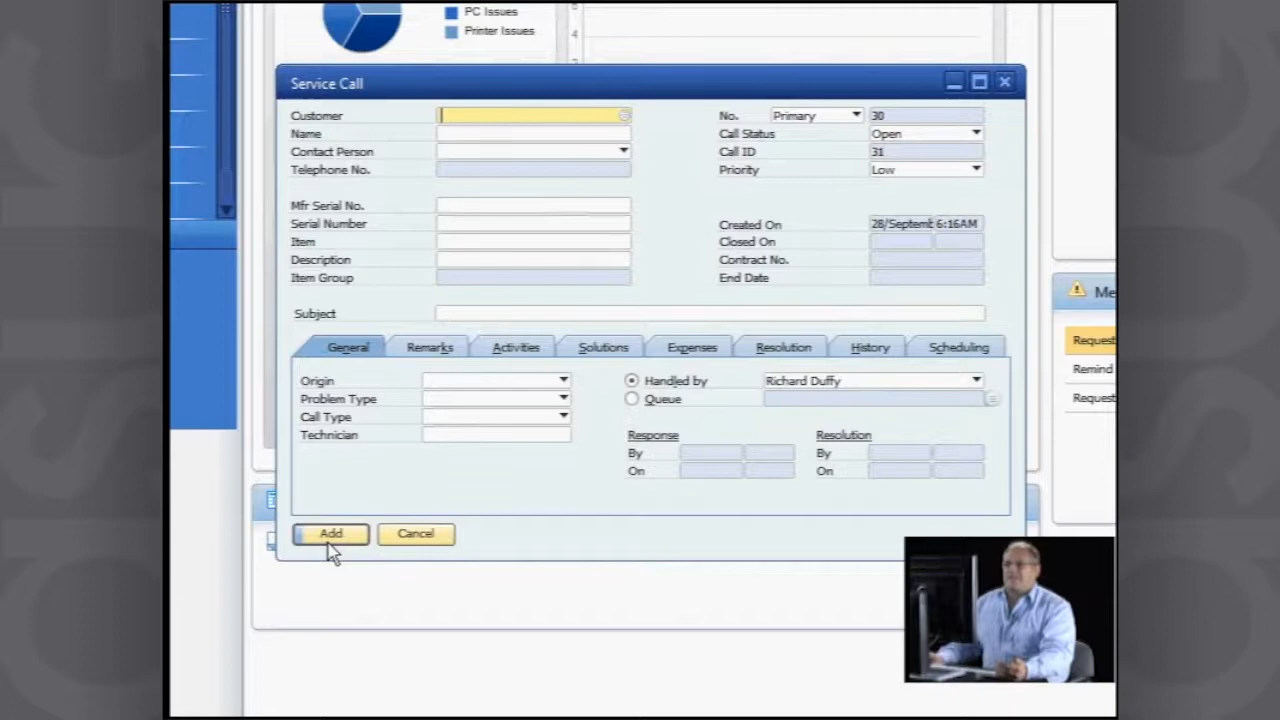 PC Issues
Printer Issues
4
Service Call
Customer
No. Primary 30
Name
Call Status Open
Contact Person
Call ID 31
Telephone No.
Priority Low
Mfr Serial No.
Serial Number
Created On 28/Septemb 6:16AM
Item
Closed On
Description
Contract No.
Item Group
End Date
Subject
General Remarks Activities Solutions Expenses Resolution History Scheduling
Origin
Handled by Richard Duffy
Problem Type
Queue
Call Type
Technician
Response Resolution
By By
On On
Add Cancel
Me
Request
Remind
Request